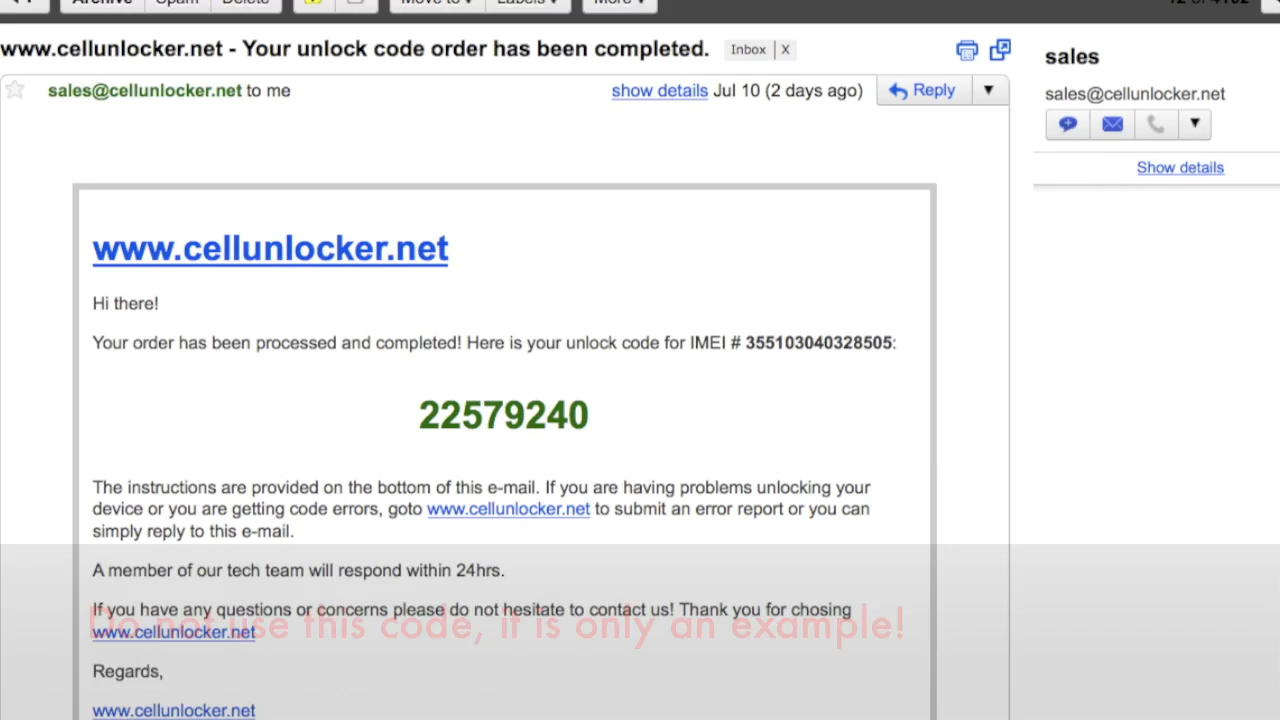 Archive Spam Delete Move to Labels More 
www.cellunlocker.net - Your unlock code order has been completed. Inbox X
sales
sales@cellunlocker.net to me show details Jul 10 (2 days ago) Reply
sales@cellunlocker.net
Show details
www.cellunlocker.net
Hi there!
Your order has been processed and completed! Here is your unlock code for IMEI # 355103040328505:
22579240
The instructions are provided on the bottom of this e-mail. If you are having problems unlocking your
device or you are getting code errors, goto www.cellunlocker.net to submit an error report or you can
simply reply to this e-mail.
A member of our tech team will respond within 24hrs.
If you have any questions or concerns please do not hesitate to contact us! Thank you for chosing
Do not use this code, it is only an example!
www.cellunlocker.net
Regards,
www.cellunlocker.net